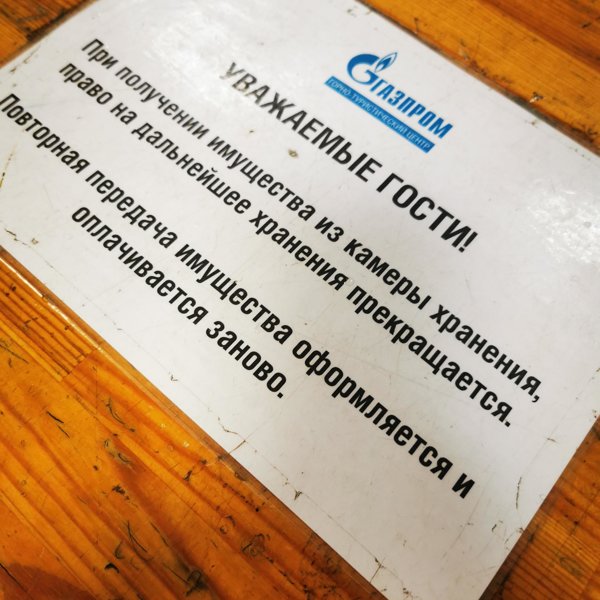 ГАЗПРОМ
ГОРНО-ТУРИСТИЧЕСКИЙ ЦЕНТР
УВАЖАЕМЫЕ ГОСТИ!
При получении имущества из камеры хранения,
право на дальнейшее хранения прекращается.
Повторная передача имущества оформляется и
оплачивается заново.